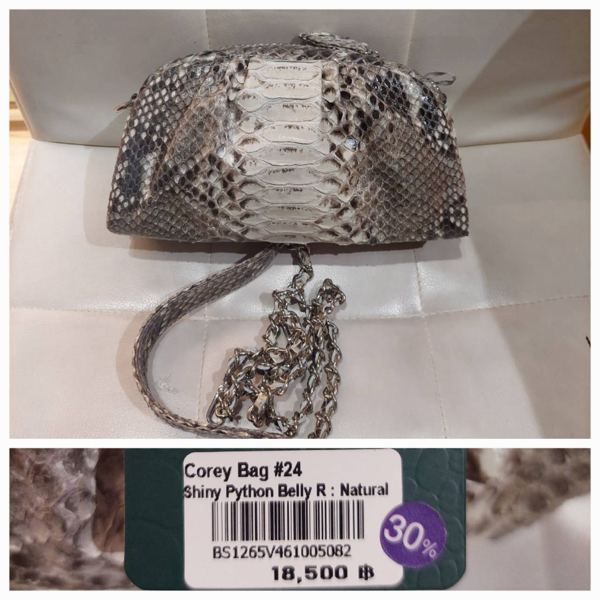 Corey Bag #24
Shiny Python Belly R : Natural
BS1265V461005082
18,500 ฿
30%